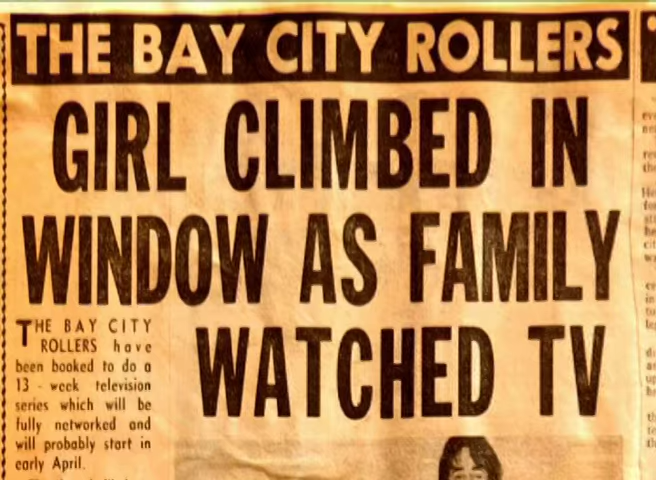 THE BAY CITY ROLLERS
GIRL CLIMBED IN
WINDOW AS FAMILY
WATCHED TV
THE BAY CITY
ROLLERS have
been booked to do a
13 - week television
series which will be
fully networked and
will probably start in
early April.